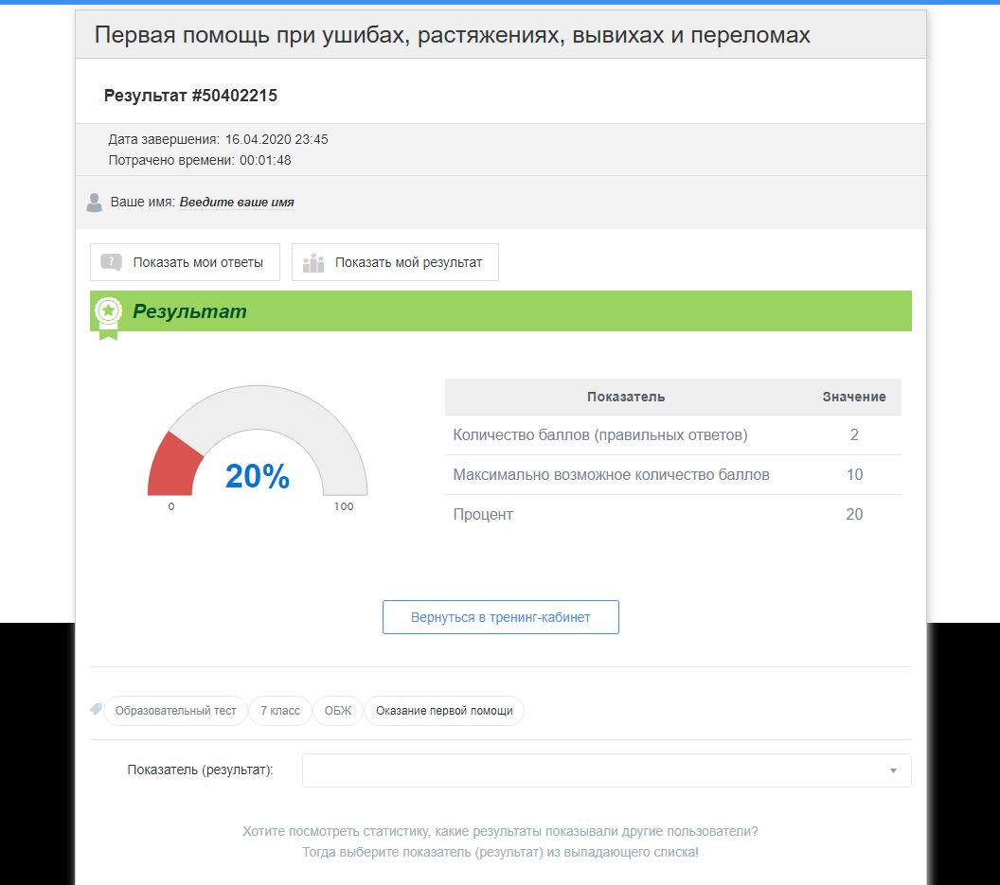 Первая помощь при ушибах, растяжениях, вывихах и переломах
Результат #50402215
Дата завершения: 16.04.2020 23:45
Потрачено времени: 00:01:48
Ваше имя: Введите ваше имя
? Показать мои ответы
Показать мой результат
Результат
20%
0
100
Показатель Значение
Количество баллов (правильных ответов) 2
Максимально возможное количество баллов 10
Процент 20
Вернуться в тренинг-кабинет
Образовательный тест 7 класс ОБЖ Оказание первой помощи
Показатель (результат):
Хотите посмотреть статистику, какие результаты показывали другие пользователи?
Тогда выберите показатель (результат) из выпадающего списка!